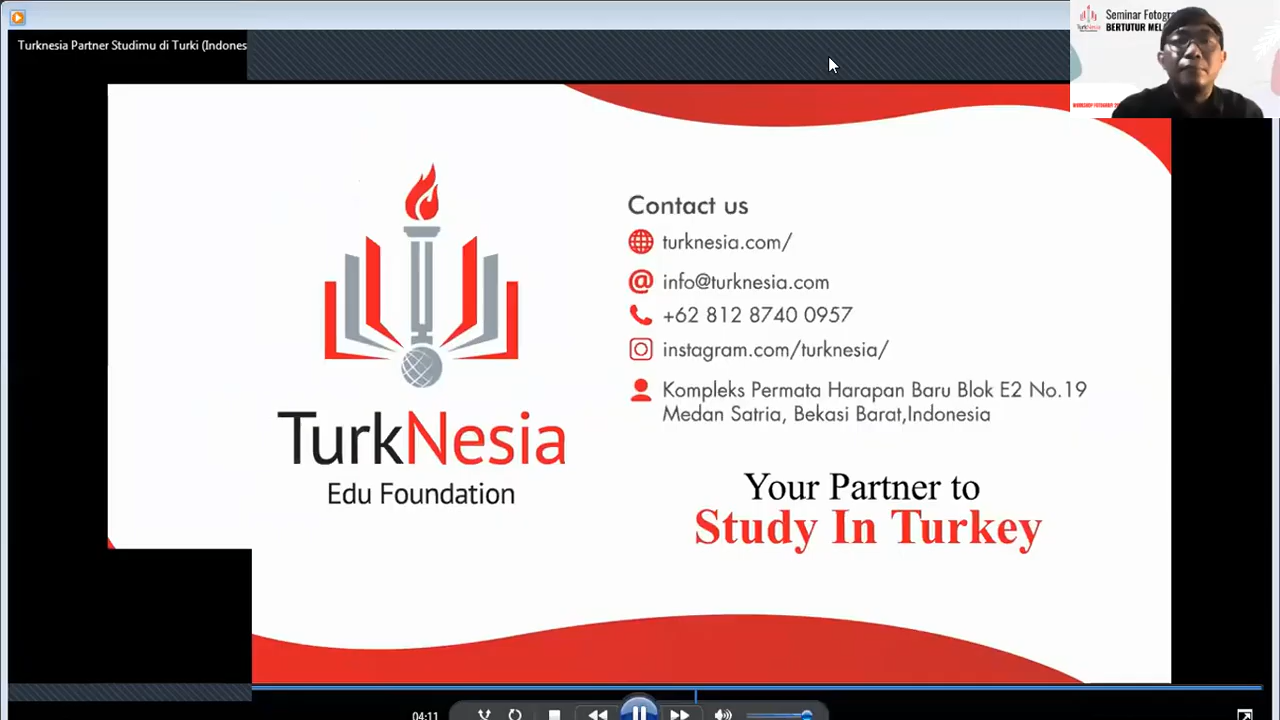 Turknesia Partner Studimu di Turki (Indones
Seminar Fotogra
BERTUTUR MEL
TurkNesia
Edu Foundation
Contact us
turknesia.com/
info@turknesia.com
+62 812 8740 0957
instagram.com/turknesia/
Kompleks Permata Harapan Baru Blok E2 No.19
Medan Satria, Bekasi Barat,Indonesia
Your Partner to
Study In Turkey
04:11